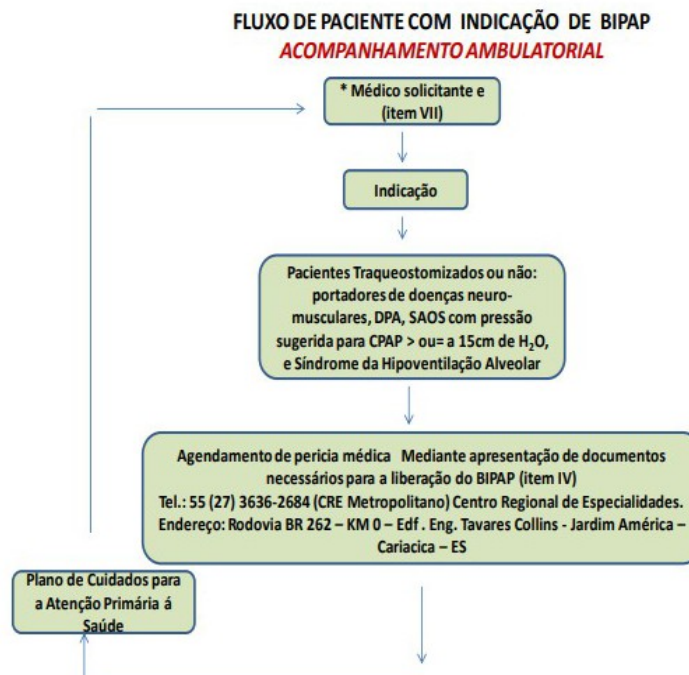 FLUXO DE PACIENTE COM INDICAÇÃO DE BIPAP
ACOMPANHAMENTO AMBULATORIAL
* Médico solicitante e
(item VII)
Indicação
Pacientes Traqueostomizados ou não:
portadores de doenças neuro-
musculares, DPA, SAOS com pressão
sugerida para CPAP > ou= a 15cm de H₂O,
e Síndrome da Hipoventilação Alveolar
Agendamento de pericia médica Mediante apresentação de documentos
necessários para a liberação do BIPAP (item IV)
Tel.: 55 (27) 3636-2684 (CRE Metropolitano) Centro Regional de Especialidades.
Endereço: Rodovia BR 262 – KM 0 – Edf . Eng. Tavares Collins - Jardim América –
Cariacica – ES
Plano de Cuidados para
a Atenção Primária á
Saúde